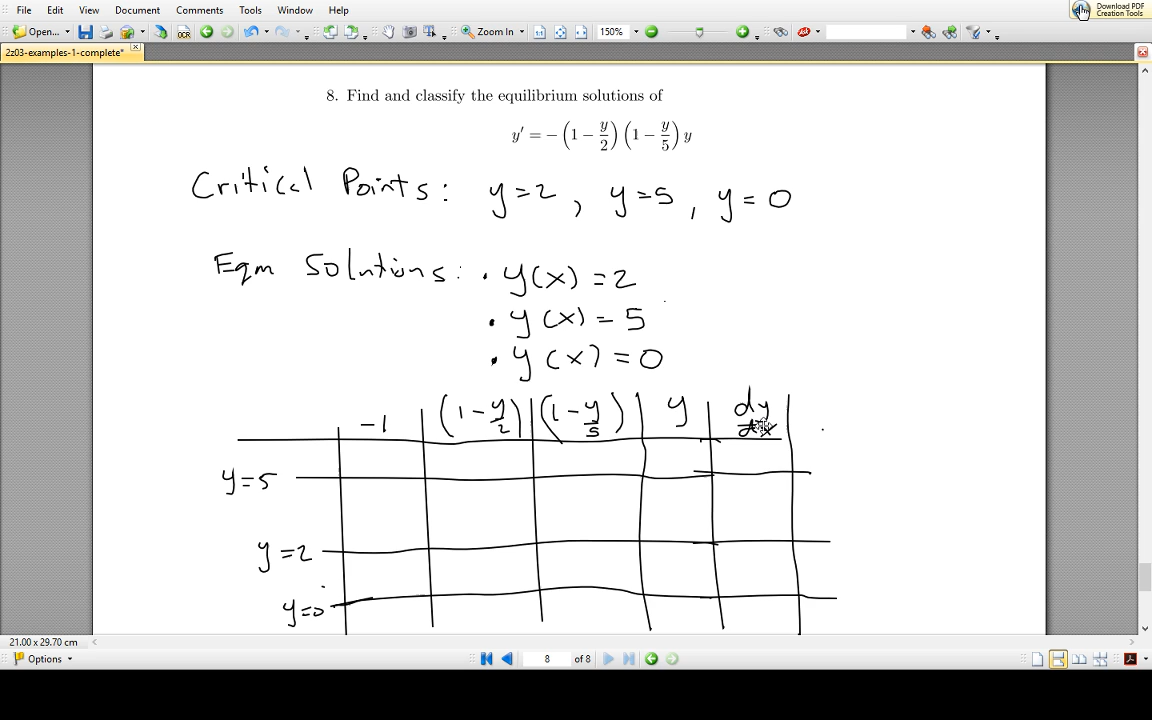 File Edit View Document Comments Tools Window Help
Download PDF Creation Tools
Open... OCR Zoom In 150%
2z03-examples-1-complete*
8. Find and classify the equilibrium solutions of
y′ = −(1 − y/2)(1 − y/5)y
Critical Points: y=2, y=5, y=0
Eqm Solutions: • y(x) = 2
• y(x) = 5
• y(x) = 0
-1 | (1-y/2) | (1-y/5) | y | dy/dx
y=5
y=2
y=0
21.00 x 29.70 cm
Options 8 of 8